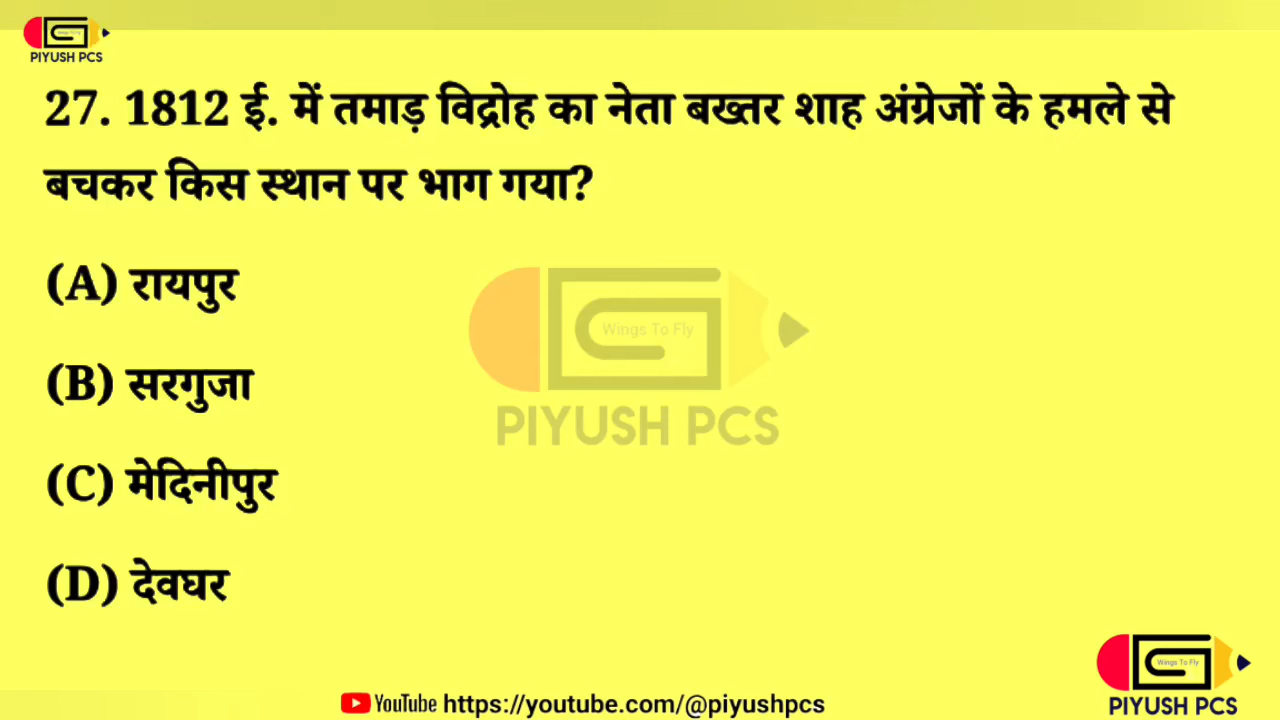 PIYUSH PCS
27. 1812 ई. में तमाड़ विद्रोह का नेता बख्तर शाह अंग्रेजों के हमले से
बचकर किस स्थान पर भाग गया?
(A) रायपुर
(B) सरगुजा
Wings To Fly
PIYUSH PCS
(C) मेदिनीपुर
(D) देवघर
Wings To Fly
PIYUSH PCS
YouTube https://youtube.com/@piyushpcs